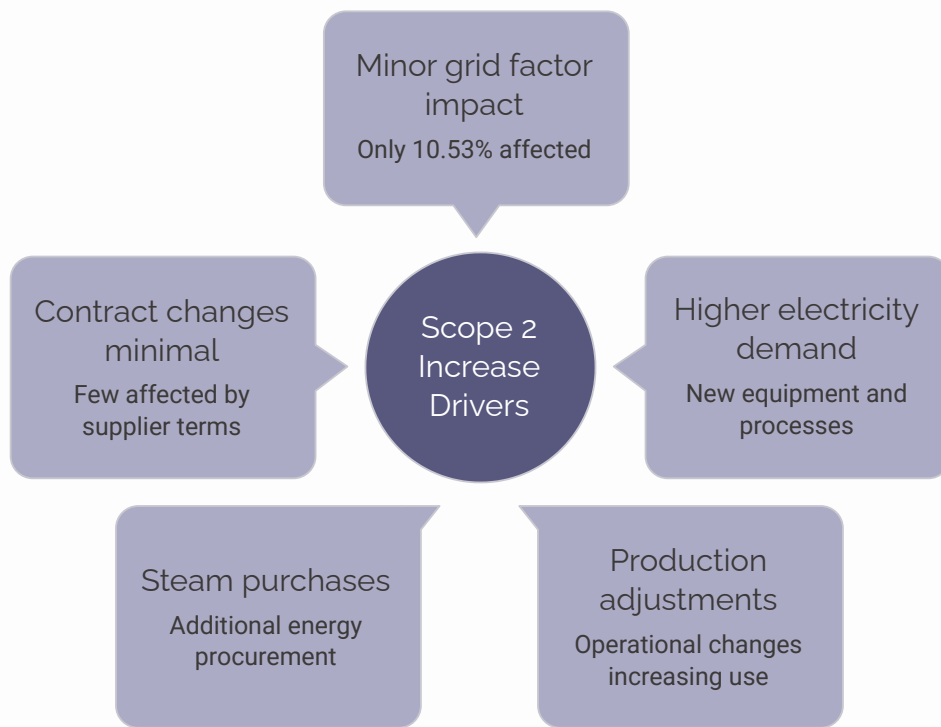 Minor grid factor
impact
Only 10.53% affected
Contract changes
minimal
Few affected by
supplier terms
Scope 2
Increase
Drivers
Higher electricity
demand
New equipment and
processes
Steam purchases
Additional energy
procurement
Production
adjustments
Operational changes
increasing use